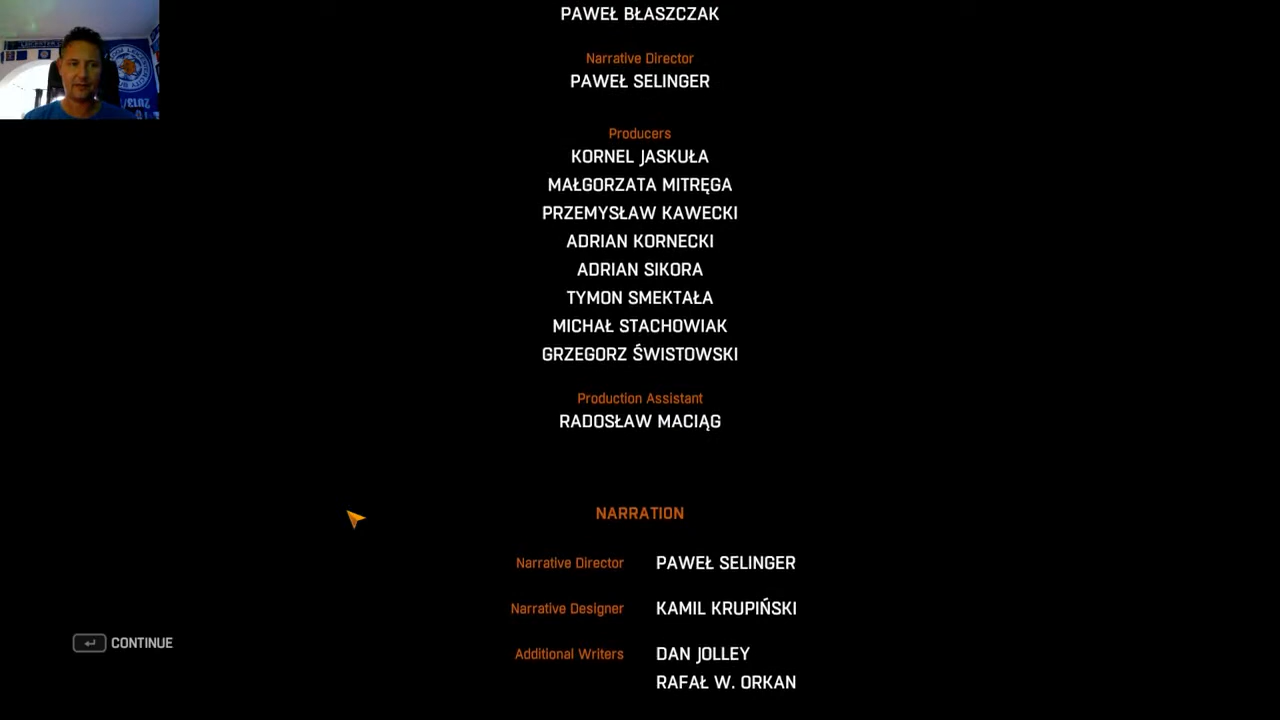 PAWEŁ BŁASZCZAK
Narrative Director
PAWEŁ SELINGER
Producers
KORNEL JASKUŁA
MAŁGORZATA MITRĘGA
PRZEMYSŁAW KAWECKI
ADRIAN KORNECKI
ADRIAN SIKORA
TYMON SMEKTAŁA
MICHAŁ STACHOWIAK
GRZEGORZ ŚWISTOWSKI
Production Assistant
RADOSŁAW MACIĄG
NARRATION
Narrative Director PAWEŁ SELINGER
Narrative Designer KAMIL KRUPIŃSKI
Additional Writers DAN JOLLEY
RAFAŁ W. ORKAN
CONTINUE